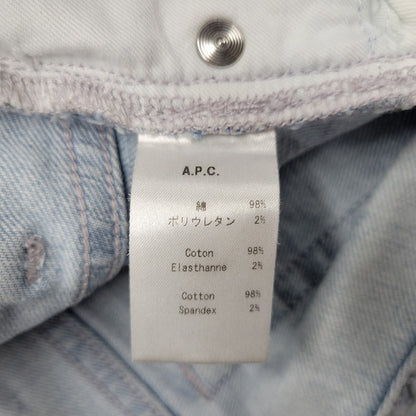 A.P.C.
綿 98%
ポリウレタン 2%
Coton 98%
Elasthanne 2%
Cotton 98%
Spandex 2%